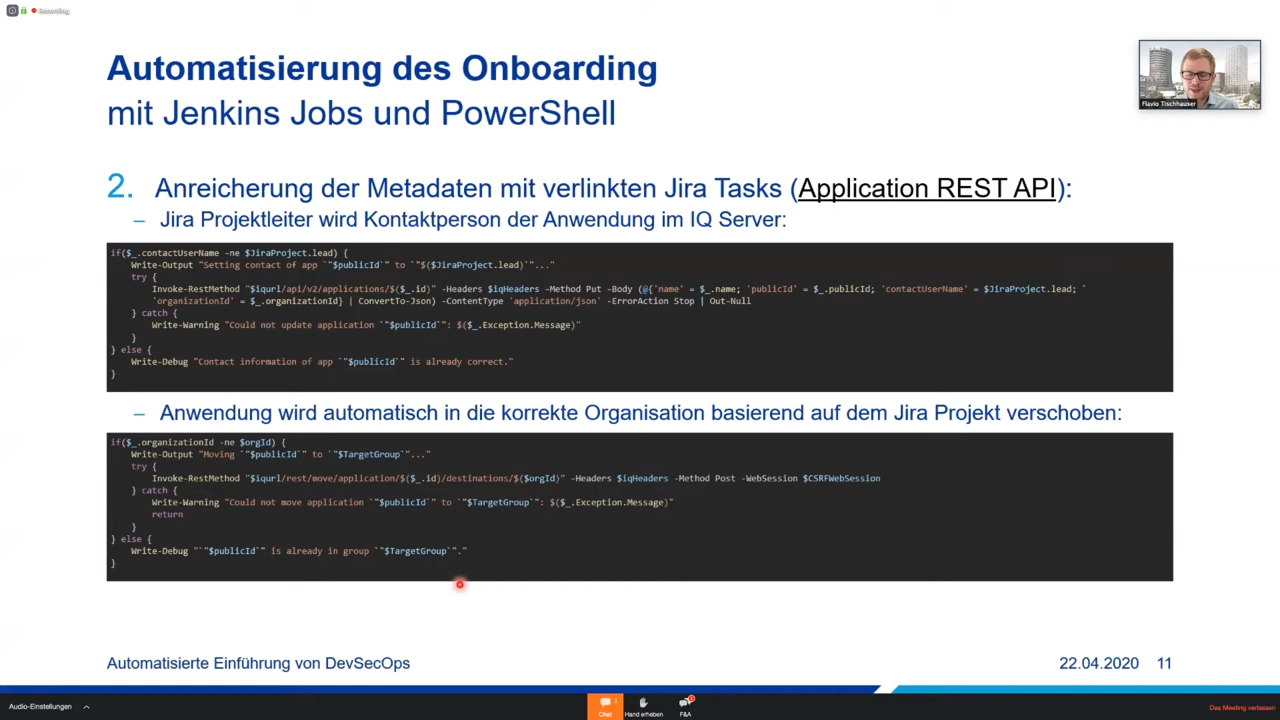 Recording
Automatisierung des Onboarding
mit Jenkins Jobs und PowerShell
Flavio Tischhauser
2. Anreicherung der Metadaten mit verlinkten Jira Tasks (Application REST API):
– Jira Projektleiter wird Kontaktperson der Anwendung im IQ Server:
if($_.contactUserName -ne $JiraProject.lead) {
Write-Output "Setting contact of app `"$publicId`" to `"$($JiraProject.lead)`"..."
try {
Invoke-RestMethod "$iqurl/api/v2/applications/$($_.id)" -Headers $iqHeaders -Method Put -Body (@{'name' = $_.name; 'publicId' = $_.publicId; 'contactUserName' = $JiraProject.lead; `
'organizationId' = $_.organizationId} | ConvertTo-Json) -ContentType 'application/json' -ErrorAction Stop | Out-Null
} catch {
Write-Warning "Could not update application `"$publicId`": $($_.Exception.Message)"
}
} else {
Write-Debug "Contact information of app `"$publicId`" is already correct."
}
– Anwendung wird automatisch in die korrekte Organisation basierend auf dem Jira Projekt verschoben:
if($_.organizationId -ne $orgId) {
Write-Output "Moving `"$publicId`" to `"$TargetGroup`"..."
try {
Invoke-RestMethod "$iqurl/rest/move/application/$($_.id)/destinations/$($orgId)" -Headers $iqHeaders -Method Post -WebSession $CSRFWebSession
} catch {
Write-Warning "Could not move application `"$publicId`" to `"$TargetGroup`": $($_.Exception.Message)"
return
}
} else {
Write-Debug "`"$publicId`" is already in group `"$TargetGroup`"."
}
Automatisierte Einführung von DevSecOps
22.04.2020 11
Audio-Einstellungen
1
Chat
Hand erheben
F&A
Das Meeting verlassen